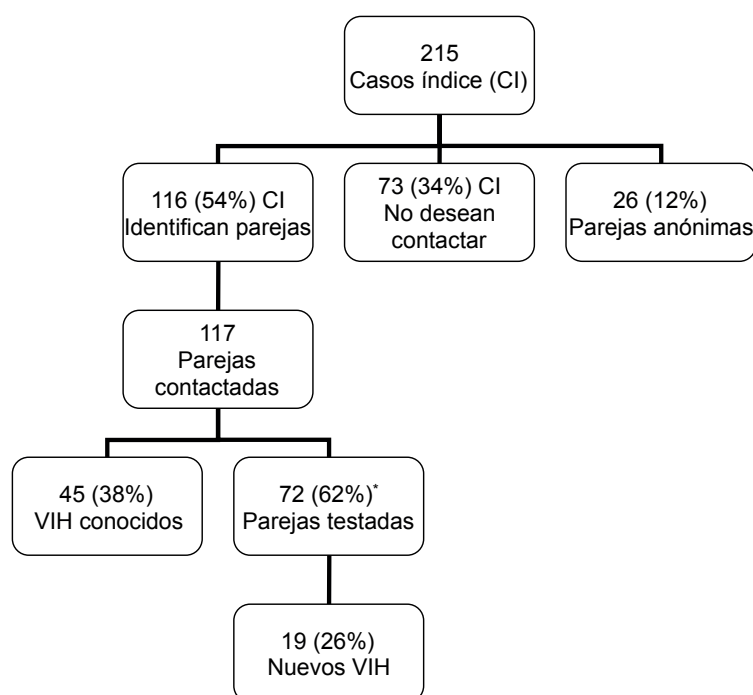 215
Casos índice (CI)
116 (54%) CI
Identifican parejas
73 (34%) CI
No desean
contactar
26 (12%)
Parejas anónimas
117
Parejas
contactadas
45 (38%)
VIH conocidos
72 (62%)*
Parejas testadas
19 (26%)
Nuevos VIH